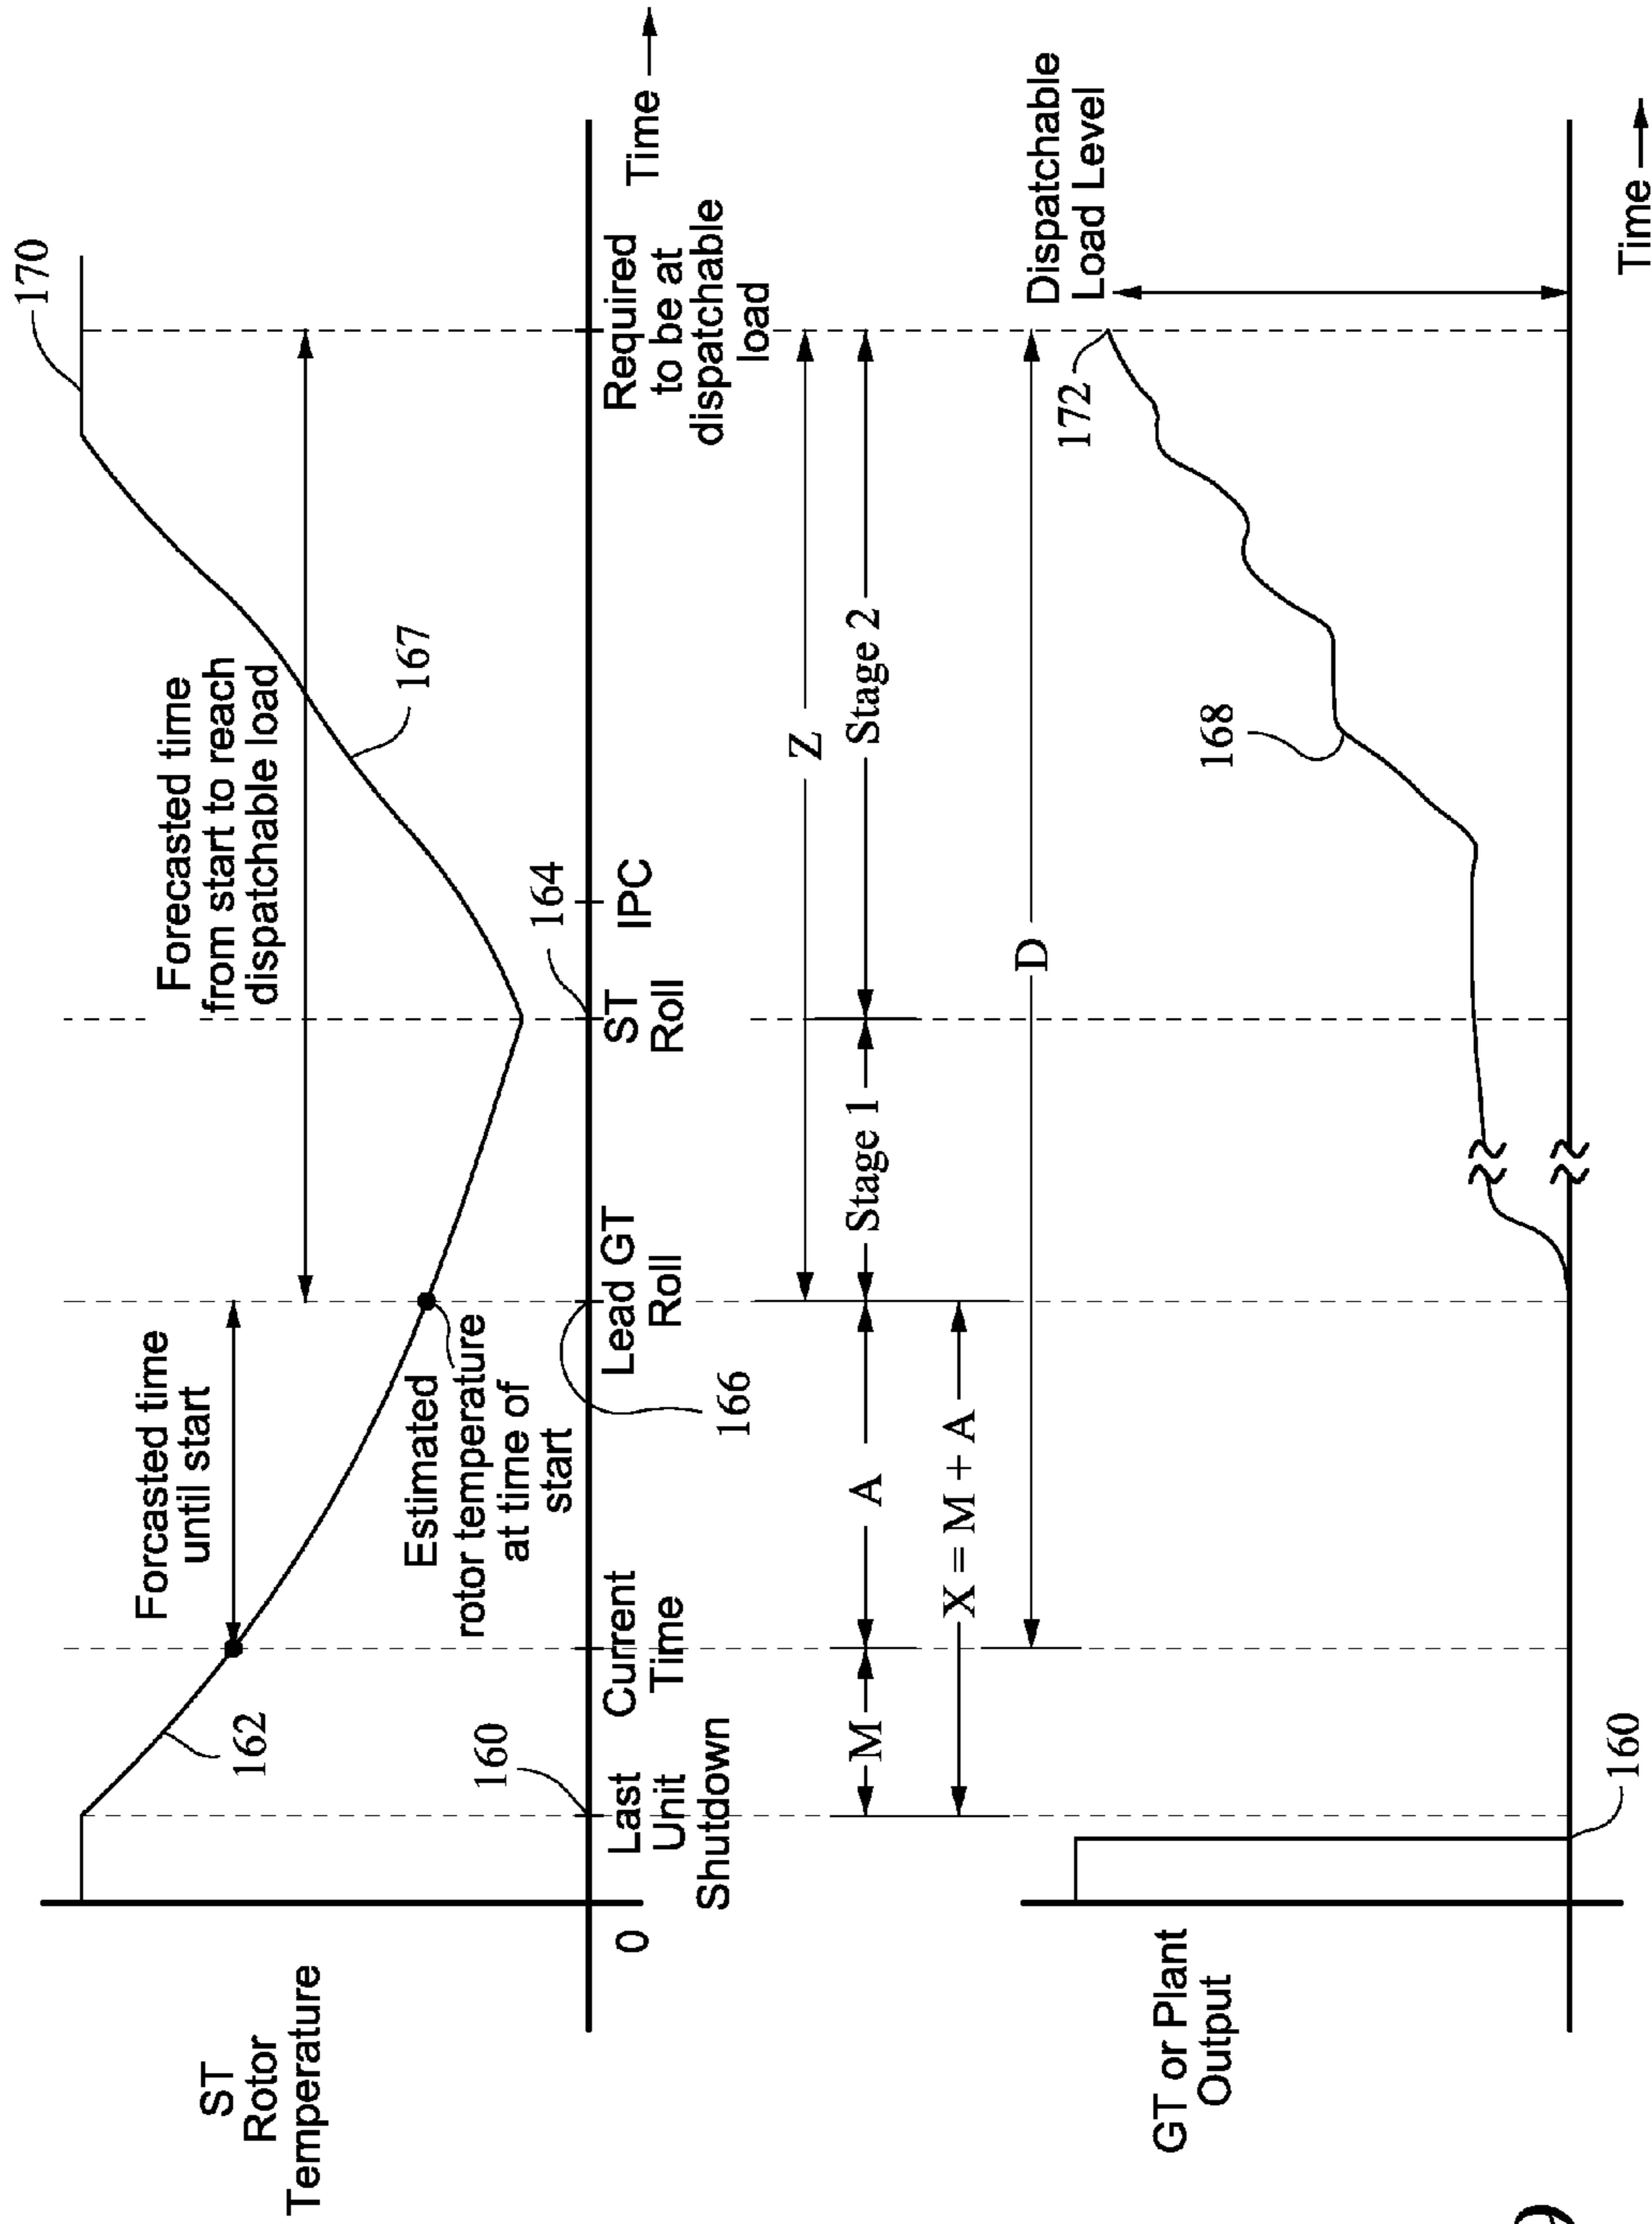 ST
Rotor
Temperature
Forcasted time
until start
Forecasted time
from start to reach
dispatchable load
170
162
167
Estimated
rotor temperature
at time of
start
160
164
0
Last
Unit
Shutdown
Current
Time
Lead GT
Roll
ST
Roll
IPC
Required
to be at
dispatchable
load
Time
166
Z
M
A
Stage 1
Stage 2
X = M + A
D
GT or Plant
Output
172
168
Dispatchable
Load Level
160
Time